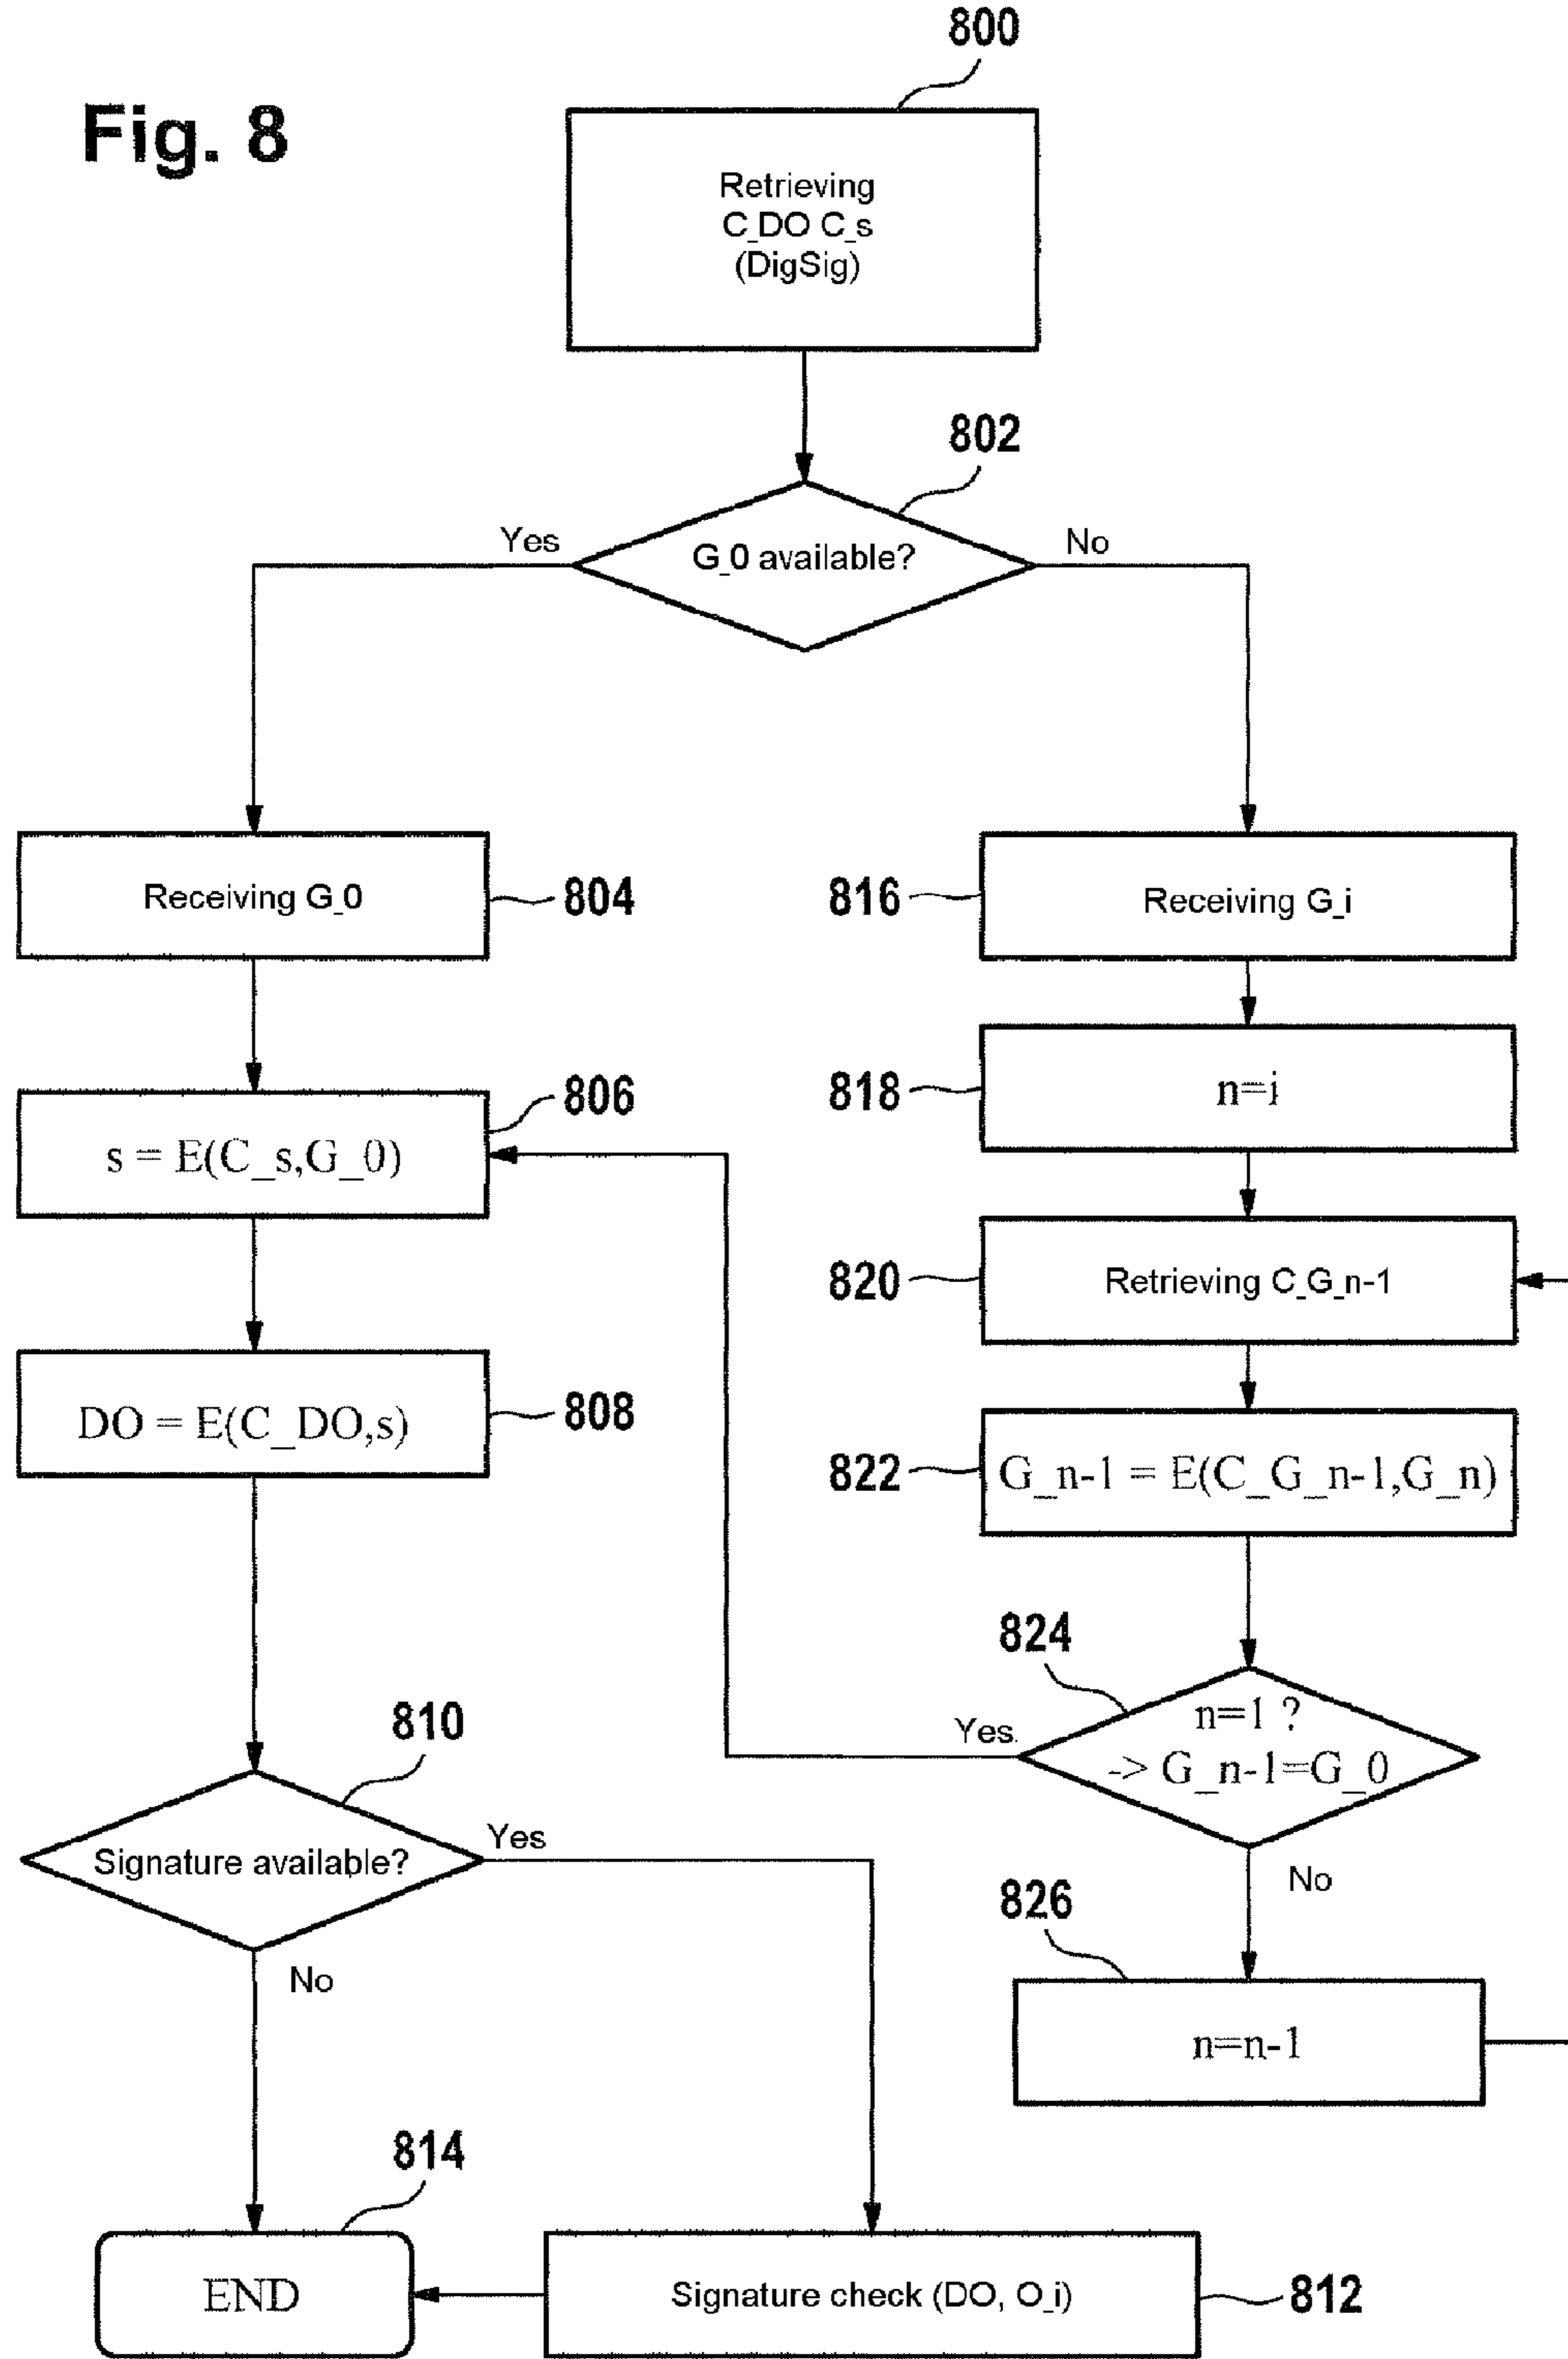 Fig. 8
800
Retrieving
C_DO C_s
(DigSig)
802
Yes
G_0 available?
No
Receiving G_0
804
816
Receiving G_i
806
s = E(C_s,G_0)
818
n=i
820
Retrieving C_G_n-1
DO = E(C_DO,s)
808
822
G_n-1 = E(C_G_n-1,G_n)
824
n=1 ?
-> G_n-1=G_0
Yes.
No
810
Signature available?
Yes
No
826
n=n-1
814
END
Signature check (DO, O_i)
812